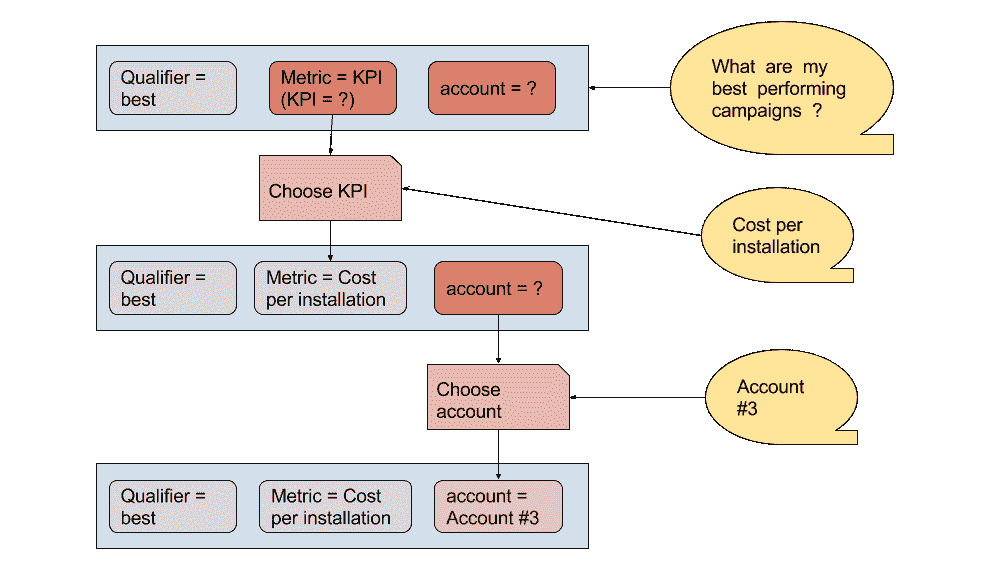 Qualifier =
best
Metric = KPI
(KPI = ?)
account = ?
What are my
best performing
campaigns ?
Choose KPI
Cost per
installation
Qualifier =
best
Metric = Cost
per installation
account = ?
Choose
account
Account
#3
Qualifier =
best
Metric = Cost
per installation
account =
Account #3